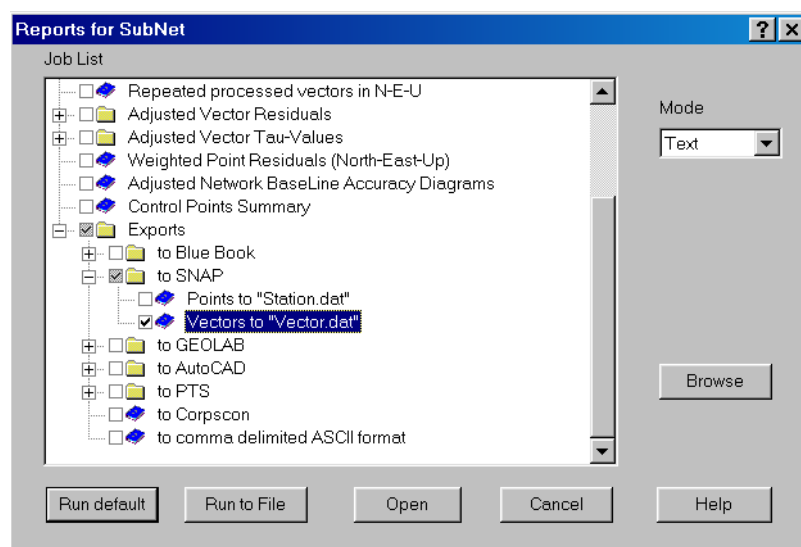 Reports for SubNet
Job List
Repeated processed vectors in N-E-U
Adjusted Vector Residuals
Adjusted Vector Tau-Values
Weighted Point Residuals (North-East-Up)
Adjusted Network BaseLine Accuracy Diagrams
Control Points Summary
Exports
to Blue Book
to SNAP
Points to "Station.dat"
Vectors to "Vector.dat"
to GEOLAB
to AutoCAD
to PTS
to Corpscon
to comma delimited ASCII format
Mode
Text
Browse
Run default
Run to File
Open
Cancel
Help